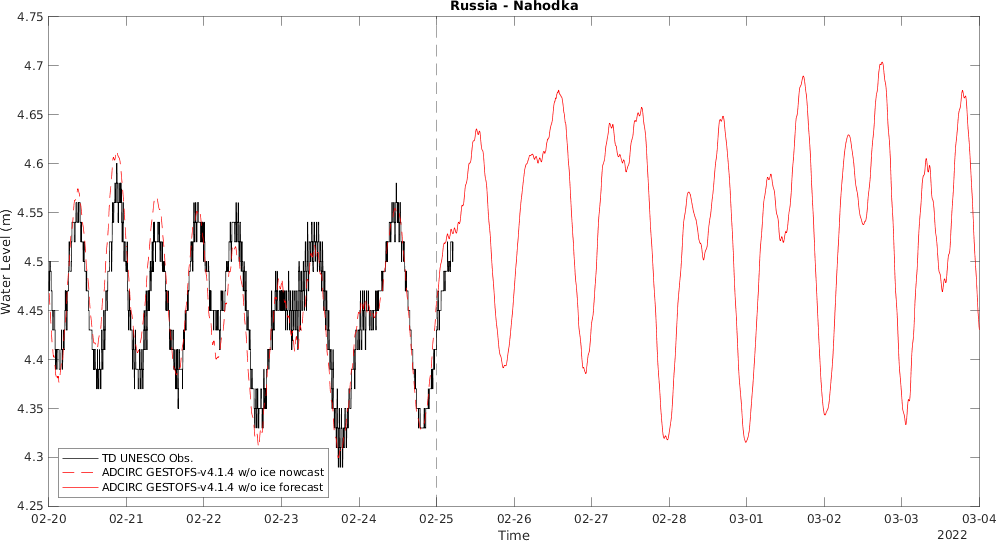 Russia - Nahodka
4.75
4.7
4.65
4.6
4.55
4.5
4.45
4.4
4.35
4.3
4.25
Water Level (m)
TD UNESCO Obs.
ADCIRC GESTOFS-v4.1.4 w/o ice nowcast
ADCIRC GESTOFS-v4.1.4 w/o ice forecast
02-20 02-21 02-22 02-23 02-24 02-25 02-26 02-27 02-28 03-01 03-02 03-03 03-04
Time
2022